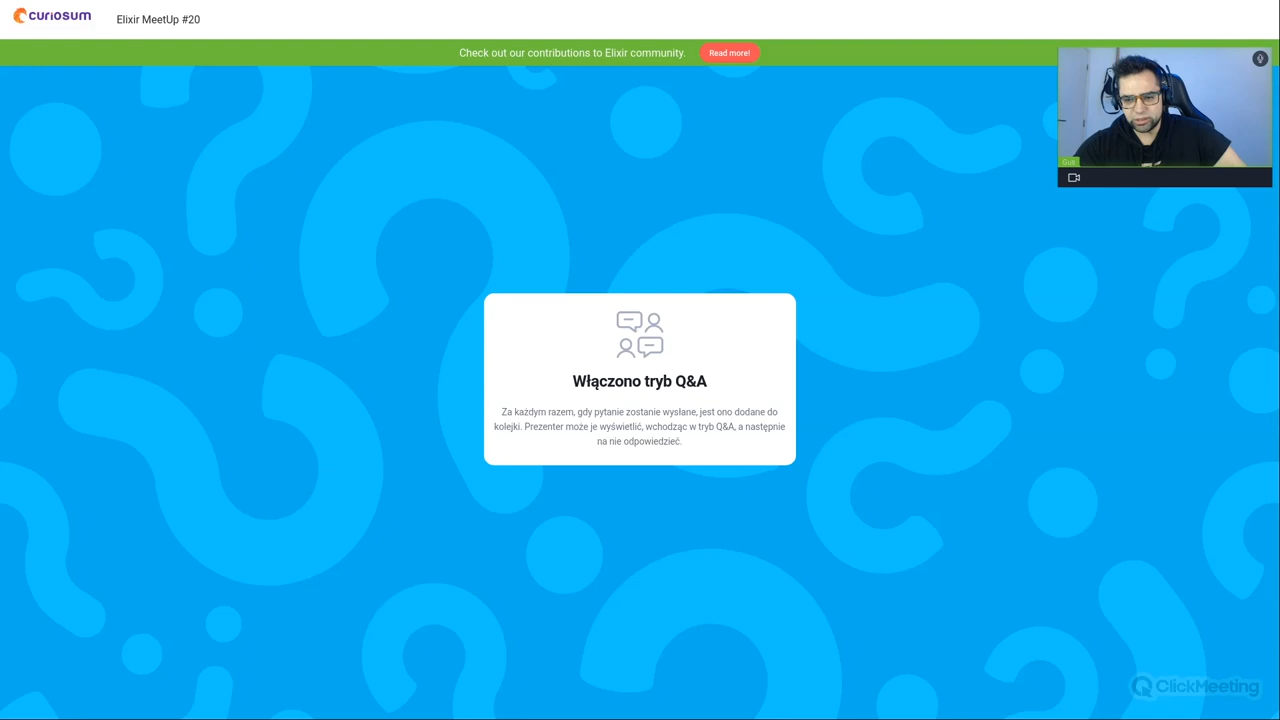 curiosum
Elixir MeetUp #20
Check out our contributions to Elixir community.
Read more!
Gus
Włączono tryb Q&A
Za każdym razem, gdy pytanie zostanie wysłane, jest ono dodane do
kolejki. Prezenter może je wyświetlić, wchodząc w tryb Q&A, a następnie
na nie odpowiedzieć.
ClickMeeting